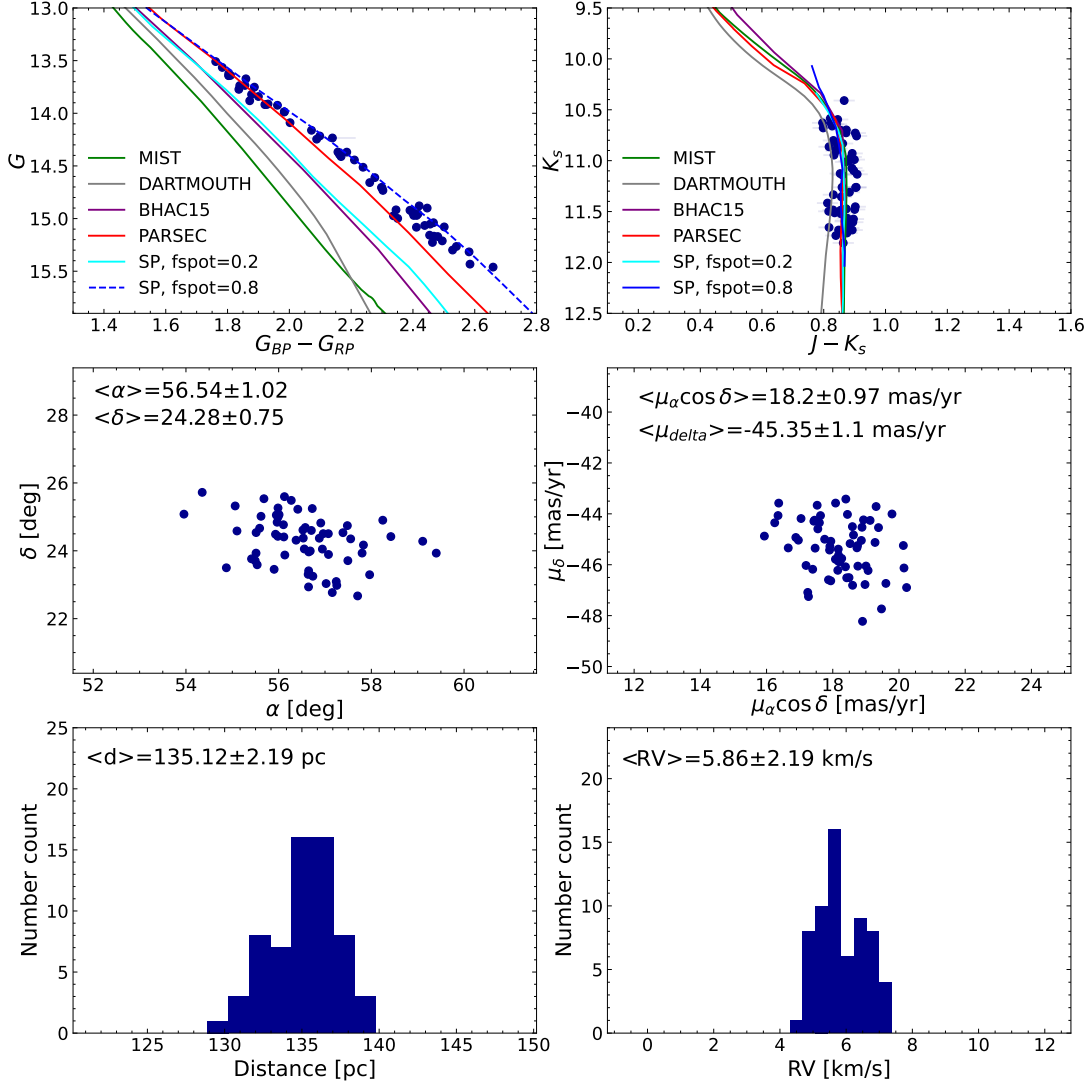 13.0
13.5
14.0
14.5
15.0
15.5
G
MIST
DARTMOUTH
BHAC15
PARSEC
SP, fspot=0.2
SP, fspot=0.8
1.4 1.6 1.8 2.0 2.2 2.4 2.6 2.8
G_BP − G_RP
9.5
10.0
10.5
11.0
11.5
12.0
12.5
K_s
MIST
DARTMOUTH
BHAC15
PARSEC
SP, fspot=0.2
SP, fspot=0.8
0.2 0.4 0.6 0.8 1.0 1.2 1.4 1.6
J − K_s
<α>=56.54±1.02
<δ>=24.28±0.75
28
26
24
22
δ [deg]
52 54 56 58 60
α [deg]
<μ_α cos δ>=18.2±0.97 mas/yr
<μ_delta>=-45.35±1.1 mas/yr
−40
−42
−44
−46
−48
−50
μ_δ [mas/yr]
12 14 16 18 20 22 24
μ_α cos δ [mas/yr]
<d>=135.12±2.19 pc
25
20
15
10
5
0
Number count
125 130 135 140 145 150
Distance [pc]
<RV>=5.86±2.19 km/s
20
15
10
5
0
Number count
0 2 4 6 8 10 12
RV [km/s]